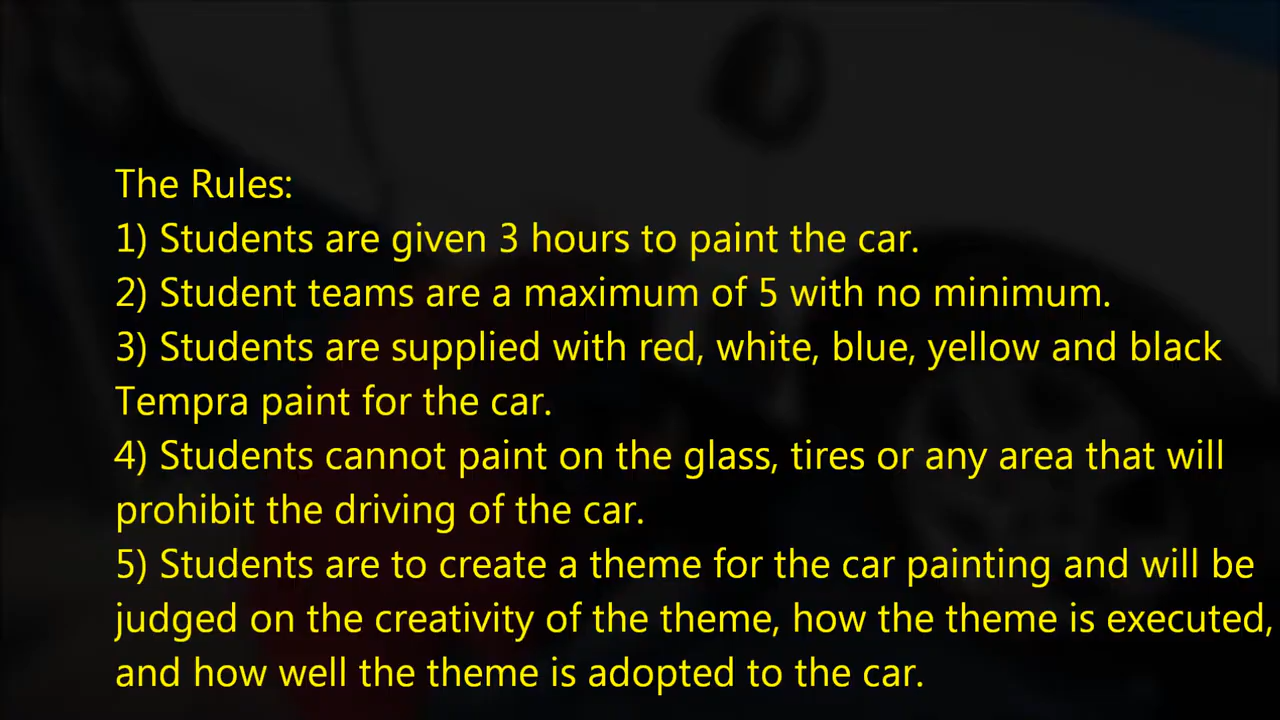 The Rules:
1) Students are given 3 hours to paint the car.
2) Student teams are a maximum of 5 with no minimum.
3) Students are supplied with red, white, blue, yellow and black
Tempra paint for the car.
4) Students cannot paint on the glass, tires or any area that will
prohibit the driving of the car.
5) Students are to create a theme for the car painting and will be
judged on the creativity of the theme, how the theme is executed,
and how well the theme is adopted to the car.